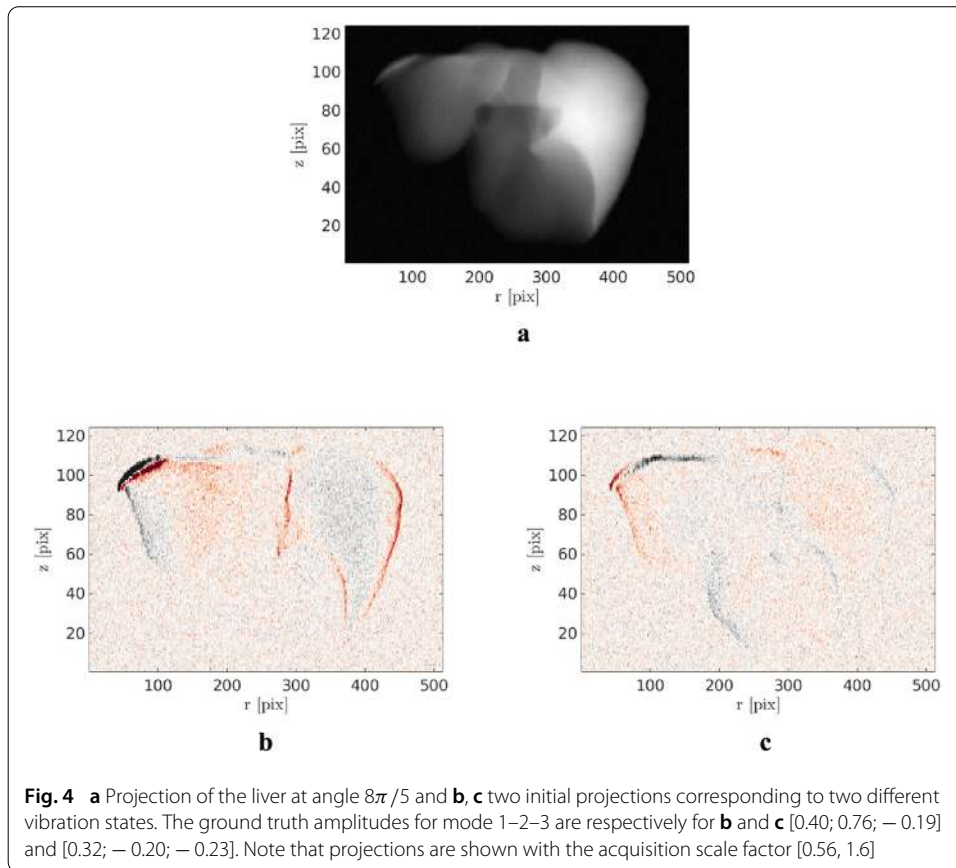 120
100
80
60
40
20
z [pix]
100 200 300 400 500
r [pix]
a
120
100
80
60
40
20
z [pix]
100 200 300 400 500
r [pix]
b
120
100
80
60
40
20
z [pix]
100 200 300 400 500
r [pix]
c
Fig. 4 a Projection of the liver at angle 8π/5 and b, c two initial projections corresponding to two different
vibration states. The ground truth amplitudes for mode 1–2–3 are respectively for b and c [0.40; 0.76; − 0.19]
and [0.32; − 0.20; − 0.23]. Note that projections are shown with the acquisition scale factor [0.56, 1.6]